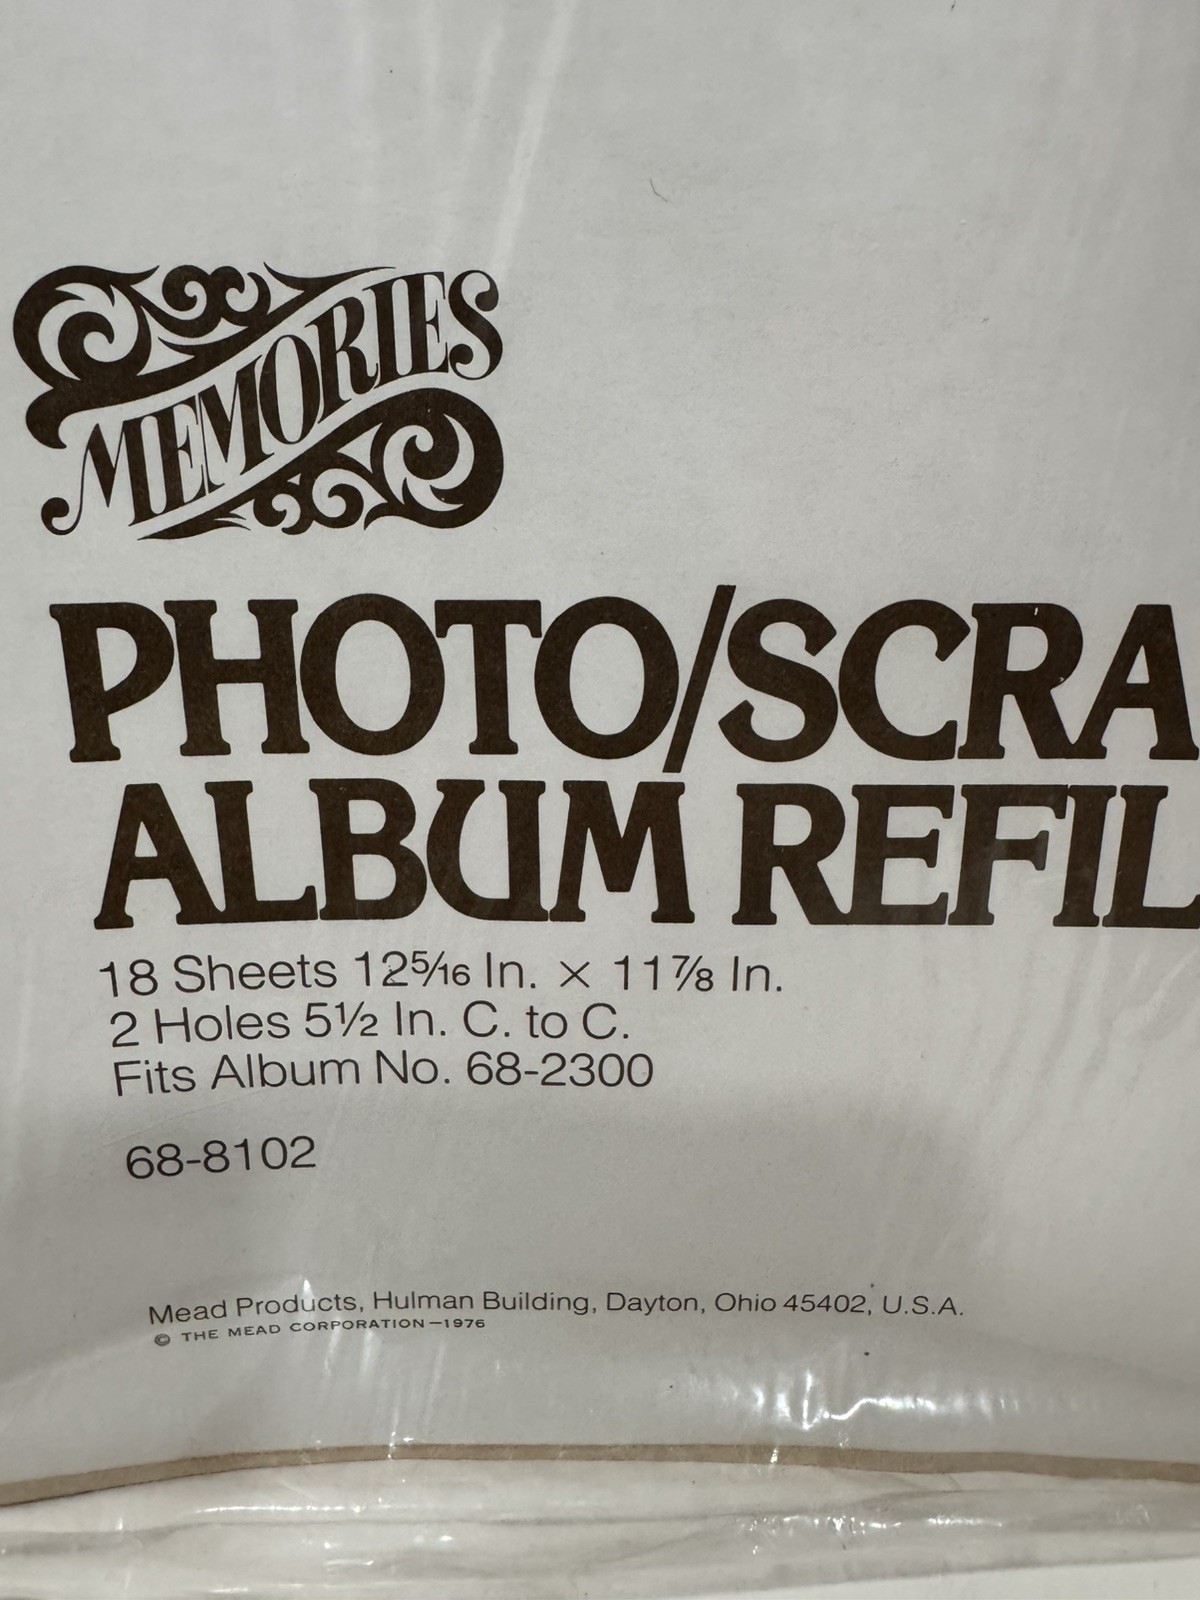 MEMORIES
PHOTO/SCRA
ALBUM REFIL
18 Sheets 12 5/16 In. × 11 7/8 In.
2 Holes 5½ In. C. to C.
Fits Album No. 68-2300
68-8102
Mead Products, Hulman Building, Dayton, Ohio 45402, U.S.A.
© THE MEAD CORPORATION—1976